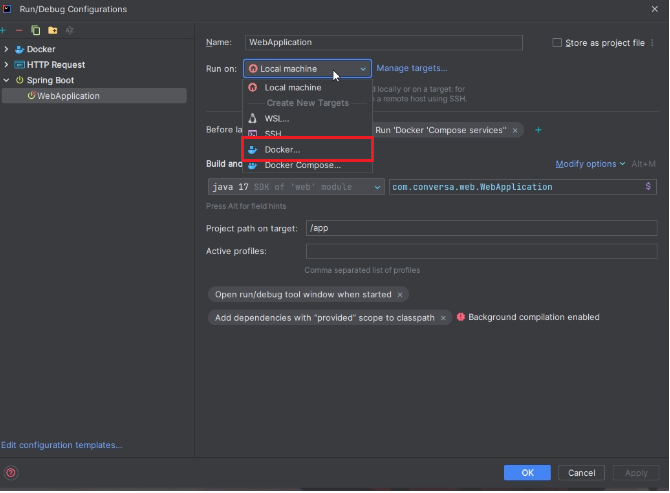 Run/Debug Configurations
Docker
HTTP Request
Spring Boot
WebApplication
Name: WebApplication
Store as project file
Run on: Local machine
Manage targets...
Local machine
d locally or on a target: for
Create New Targets
a remote host using SSH.
WSL...
SSH
Before la
Run 'Docker 'Compose services''
Docker...
Build and
Docker Compose...
Modify options Alt+M
java 17 SDK of 'web' module
com.conversa.web.WebApplication
Press Alt for field hints
Project path on target: /app
Active profiles:
Comma separated list of profiles
Open run/debug tool window when started
Add dependencies with "provided" scope to classpath
Background compilation enabled
Edit configuration templates...
OK
Cancel
Apply